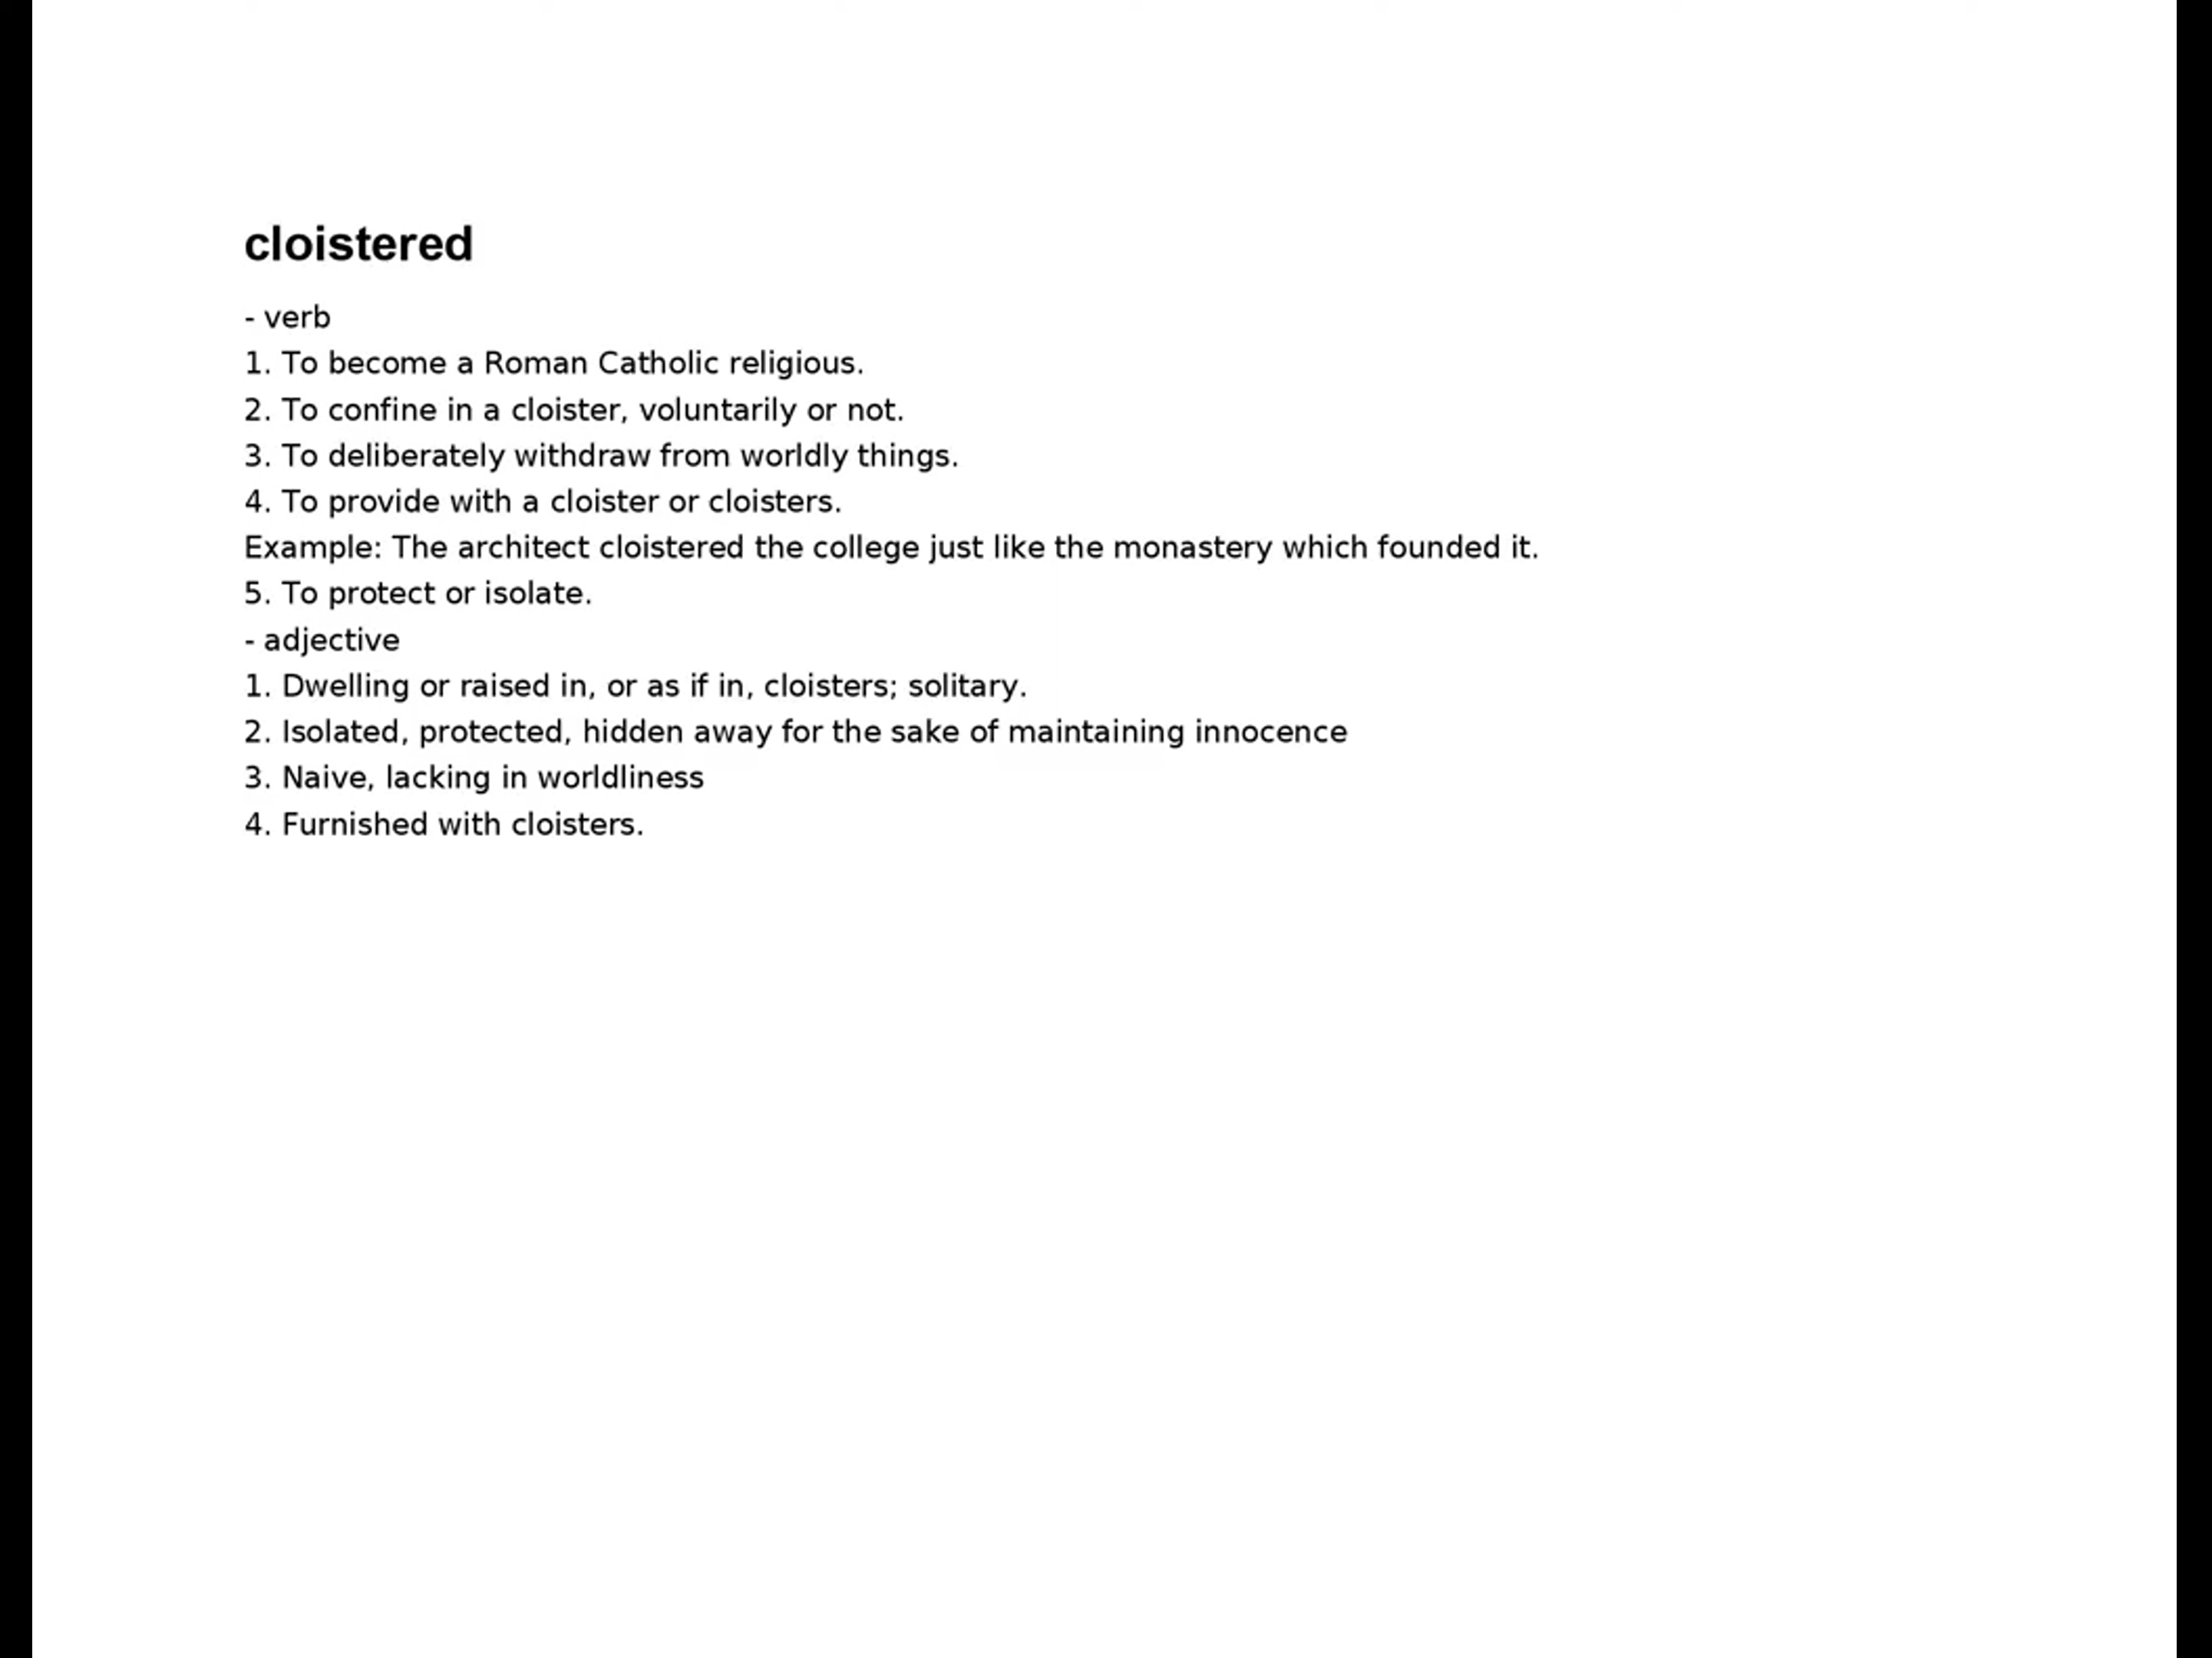 cloistered
- verb
1. To become a Roman Catholic religious.
2. To confine in a cloister, voluntarily or not.
3. To deliberately withdraw from worldly things.
4. To provide with a cloister or cloisters.
Example: The architect cloistered the college just like the monastery which founded it.
5. To protect or isolate.
- adjective
1. Dwelling or raised in, or as if in, cloisters; solitary.
2. Isolated, protected, hidden away for the sake of maintaining innocence
3. Naive, lacking in worldliness
4. Furnished with cloisters.